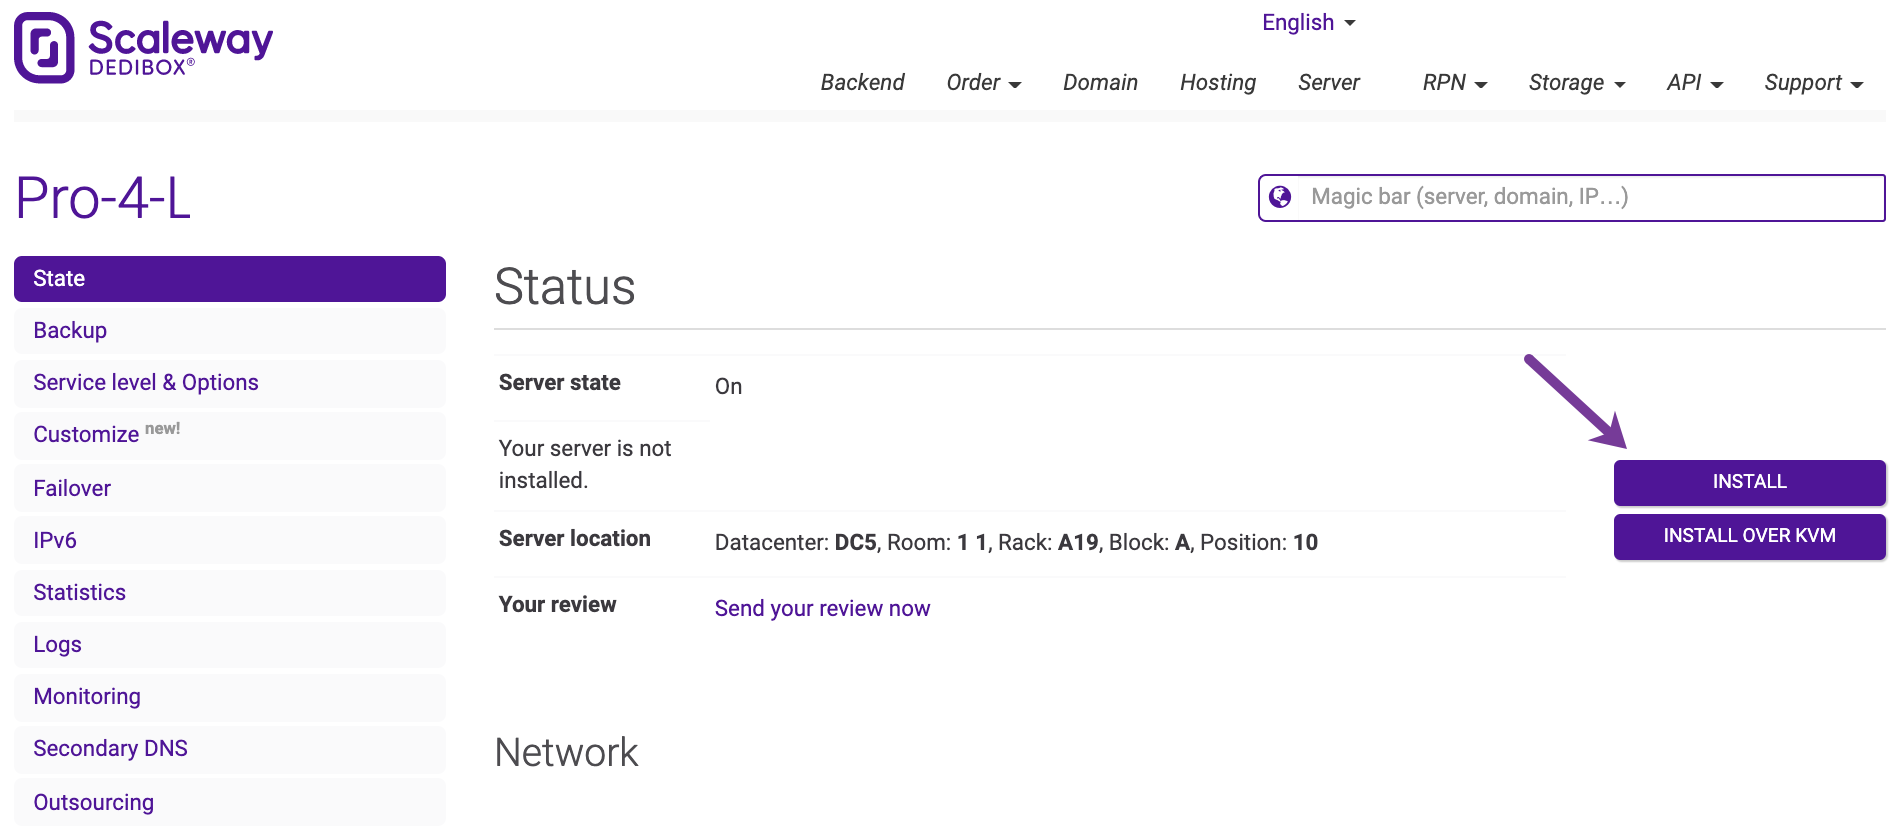 Scaleway
DEDIBOX®
English
Backend Order Domain Hosting Server RPN Storage API Support
Pro-4-L
Magic bar (server, domain, IP...)
State
Backup
Service level & Options
Customize new!
Failover
IPv6
Statistics
Logs
Monitoring
Secondary DNS
Outsourcing
Status
Server state On
Your server is not
installed.
INSTALL
INSTALL OVER KVM
Server location Datacenter: DC5, Room: 1 1, Rack: A19, Block: A, Position: 10
Your review Send your review now
Network